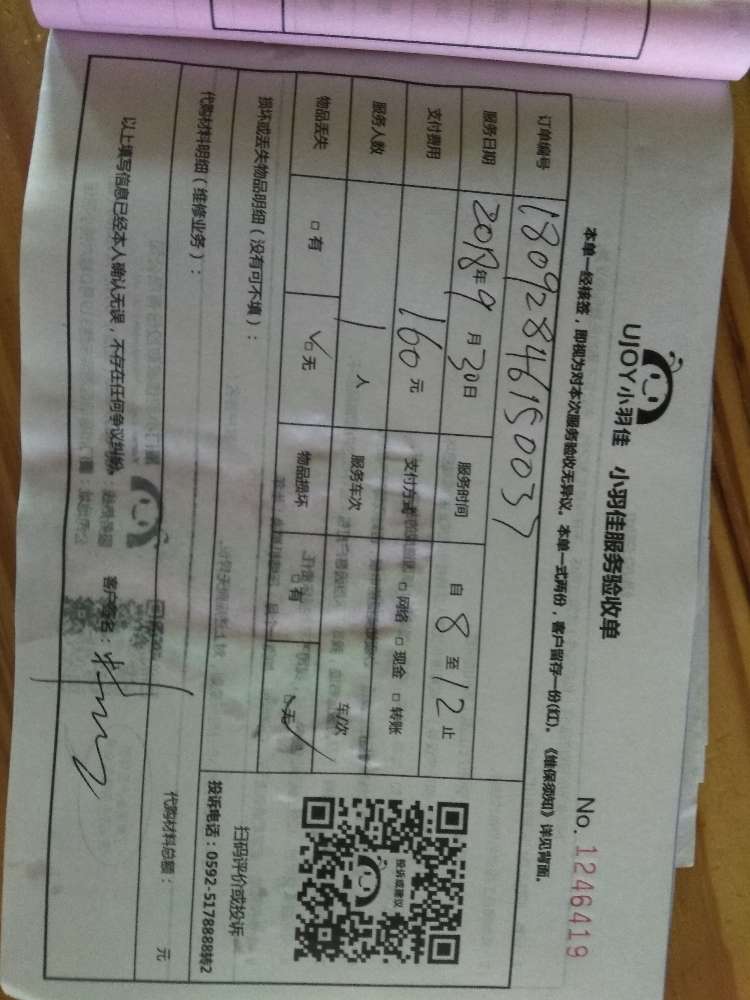 UJOY小羽佳 小羽佳服务验收单
No. 1246419
本单一经核签，即视为对本次服务验收无异议。本单一式两份，客户留存一份(红)。《维保须知》详见背面。
订单编号 180928461500037
服务日期 2018年9月30日 服务时间 自8至12止
支付费用 160元 支付方式 □网络 □现金 □转账
服务人数 1人 服务车次 车/次
物品丢失 □有 ☑无 物品损坏 □有 ☑无
损坏或丢失物品明细（没有可不填）：
投诉或建议
扫码评价或投诉
投诉电话：0592-5178888转2
代购材料明细（维修业务）：
代购材料总额： 元
以上填写信息已经本人确认无误，不存在任何争议纠纷。 客户签名：